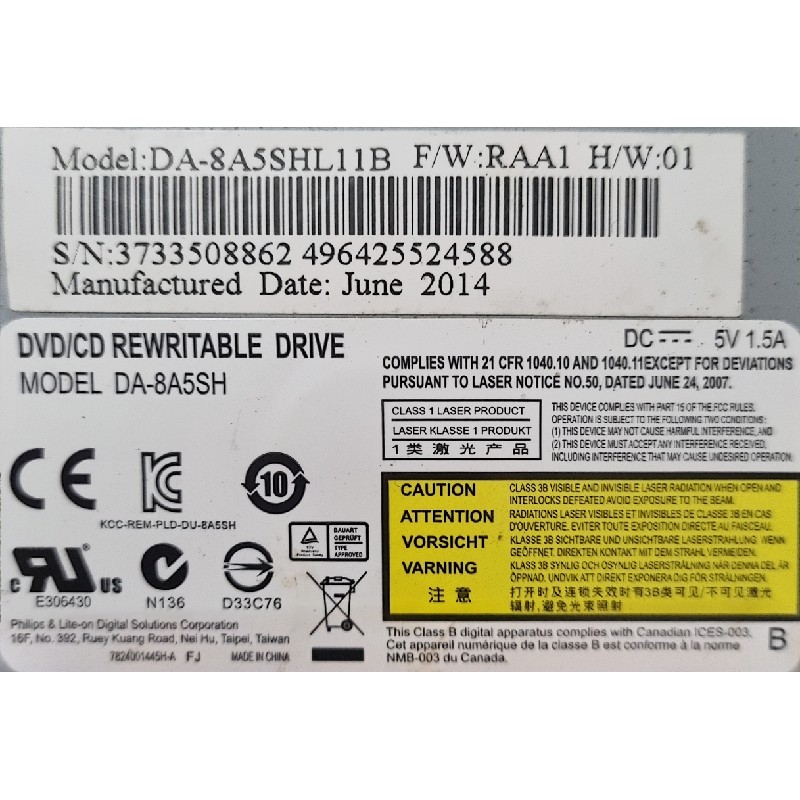 Model:DA-8A5SHL11B F/W:RAA1 H/W:01
S/N:3733508862 496425524588
Manufactured Date: June 2014
DVD/CD REWRITABLE DRIVE
MODEL DA-8A5SH
DC 5V 1.5A
COMPLIES WITH 21 CFR 1040.10 AND 1040.11EXCEPT FOR DEVIATIONS
PURSUANT TO LASER NOTICE NO.50, DATED JUNE 24, 2007.
CLASS 1 LASER PRODUCT
LASER KLASSE 1 PRODUKT
1 类 激 光 产 品
THIS DEVICE COMPLIES WITH PART 15 OF THE FCC RULES.
OPERATION IS SUBJECT TO THE FOLLOWING TWO CONDITIONS:
(1) THIS DEVICE MAY NOT CAUSE HARMFUL INTERFERENCE, AND
(2) THIS DEVICE MUST ACCEPT ANY INTERFERENCE RECEIVED,
INCLUDING INTERFERENCE THAT MAY CAUSE UNDESIRED OPERATION.
CE
10
KCC-REM-PLD-DU-8A5SH
BAUART
GEPRÜFT
TYPE
APPROVED
c RU US
E306430
N136
D33C76
CAUTION CLASS 3B VISIBLE AND INVISIBLE LASER RADIATION WHEN OPEN AND
INTERLOCKS DEFEATED AVOID EXPOSURE TO THE BEAM.
ATTENTION RADIATIONS LASER VISIBLES ET INVISIBLES DE CLASSE 3B EN CAS
D'OUVERTURE. EVITER TOUTE EXPOSITION DIRECTE AU FAISCEAU.
VORSICHT KLASSE 3B SICHTBARE UND UNSICHTBARE LASERSTRAHLUNG WENN
GEÖFFNET. DIREKTEN KONTAKT MIT DEM STRAHL VERMEIDEN.
VARNING KLASS 3B SYNLIG OCH OSYNLIG LASERSTRÅLNING NÄR DENNA DEL ÄR
ÖPPNAD. UNDVIK ATT DIREKT EXPONERA DIG FÖR STRÅLNINGEN.
注 意 打开时及连锁失效时有3B类可见/不可见激光
辐射,避免光束照射
Philips & Lite-on Digital Solutions Corporation
16F, No. 392, Ruey Kuang Road, Nei Hu, Taipei, Taiwan
7824001445H-A FJ MADE IN CHINA
This Class B digital apparatus complies with Canadian ICES-003.
Cet appareil numérique de la classe B est conforme à la norme
NMB-003 du Canada.
B